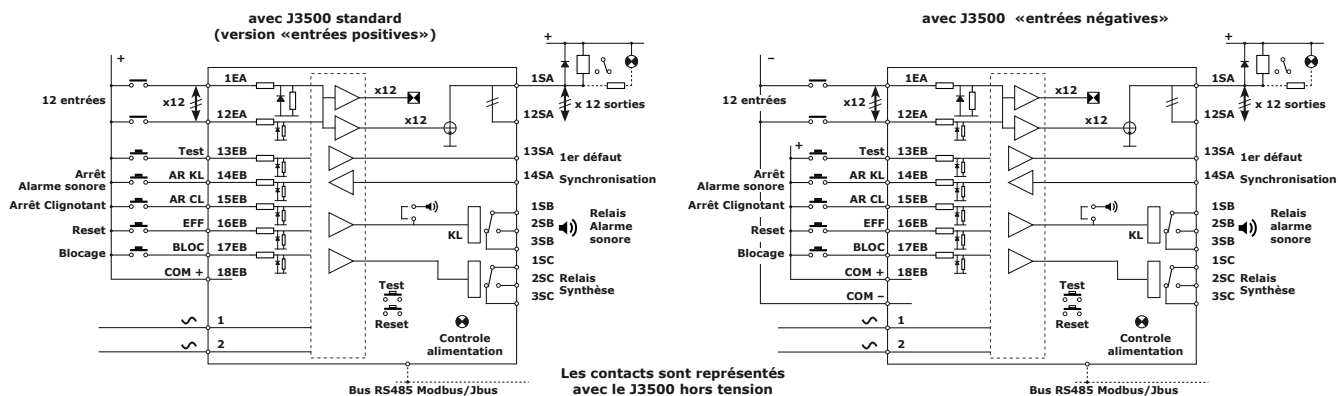 avec J3500 standard
(version «entrées positives»)
+
+
1EA
1SA
x12
12 entrées
x12
x 12 sorties
12EA
x12
12SA
Test
13EB
13SA
1er défaut
Arrêt
Alarme sonore
AR KL
14EB
14SA
Synchronisation
Arrêt Clignotant
AR CL
15EB
1SB
Reset
EFF
16EB
2SB
Relais
alarme
sonore
KL
3SB
Blocage
BLOC
17EB
1SC
COM +
18EB
2SC
Relais
Synthèse
Test
3SC
Reset
1
Controle
alimentation
2
Bus RS485 Modbus/Jbus
avec J3500 «entrées négatives»
–
+
1EA
1SA
x12
12 entrées
x12
x 12 sorties
12EA
x12
12SA
+
Test
13EB
13SA
1er défaut
Arrêt
Alarme sonore
AR KL
14EB
14SA
Synchronisation
Arrêt Clignotant
AR CL
15EB
1SB
Reset
EFF
16EB
2SB
Relais
alarme
sonore
KL
3SB
Blocage
BLOC
17EB
1SC
COM +
18EB
2SC
Relais
Synthèse
COM –
Test
3SC
Reset
1
Controle
alimentation
2
Bus RS485 Modbus/Jbus
Les contacts sont représentés
avec le J3500 hors tension